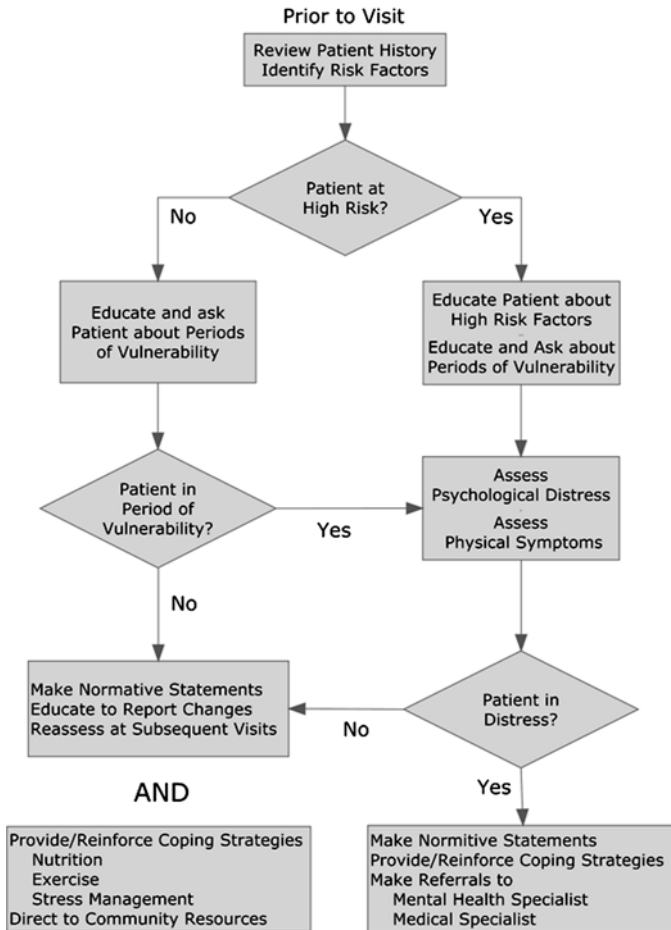 Prior to Visit
Review Patient History
Identify Risk Factors
Patient at
High Risk?
No
Yes
Educate and ask
Patient about Periods
of Vulnerability
Educate Patient about
High Risk Factors
Educate and Ask about
Periods of Vulnerability
Patient in
Period of
Vulnerability?
Yes
Assess
Psychological Distress
Assess
Physical Symptoms
No
Make Normative Statements
Educate to Report Changes
Reassess at Subsequent Visits
No
Patient in
Distress?
Yes
AND
Provide/Reinforce Coping Strategies
Nutrition
Exercise
Stress Management
Direct to Community Resources
Make Normitive Statements
Provide/Reinforce Coping Strategies
Make Referrals to
Mental Health Specialist
Medical Specialist